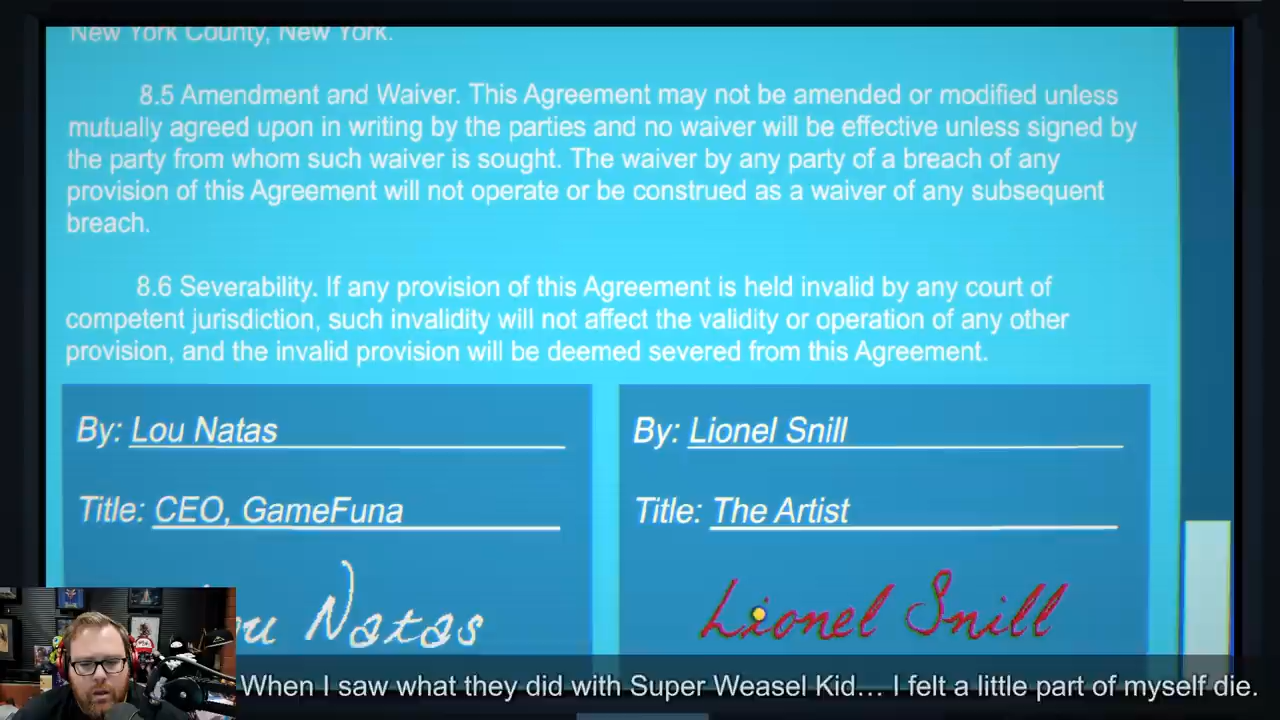 New York County, New York.
8.5 Amendment and Waiver. This Agreement may not be amended or modified unless
mutually agreed upon in writing by the parties and no waiver will be effective unless signed by
the party from whom such waiver is sought. The waiver by any party of a breach of any
provision of this Agreement will not operate or be construed as a waiver of any subsequent
breach.
8.6 Severability. If any provision of this Agreement is held invalid by any court of
competent jurisdiction, such invalidity will not affect the validity or operation of any other
provision, and the invalid provision will be deemed severed from this Agreement.
By: Lou Natas
Title: CEO, GameFuna
ou Natas
By: Lionel Snill
Title: The Artist
Lionel Snill
When I saw what they did with Super Weasel Kid... I felt a little part of myself die.